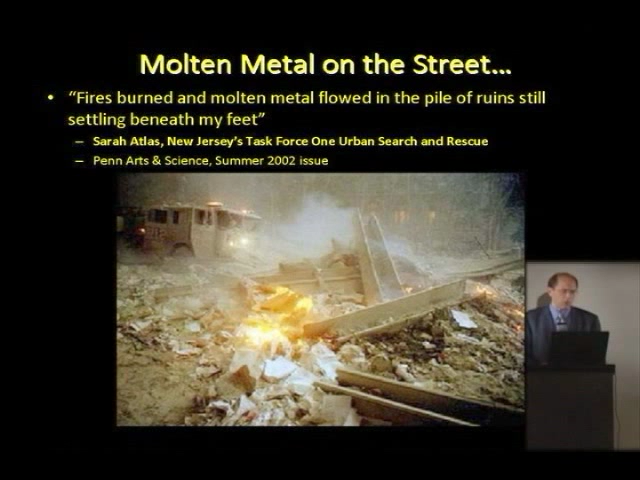 Molten Metal on the Street…
• “Fires burned and molten metal flowed in the pile of ruins still
settling beneath my feet”
– Sarah Atlas, New Jersey’s Task Force One Urban Search and Rescue
– Penn Arts & Science, Summer 2002 issue